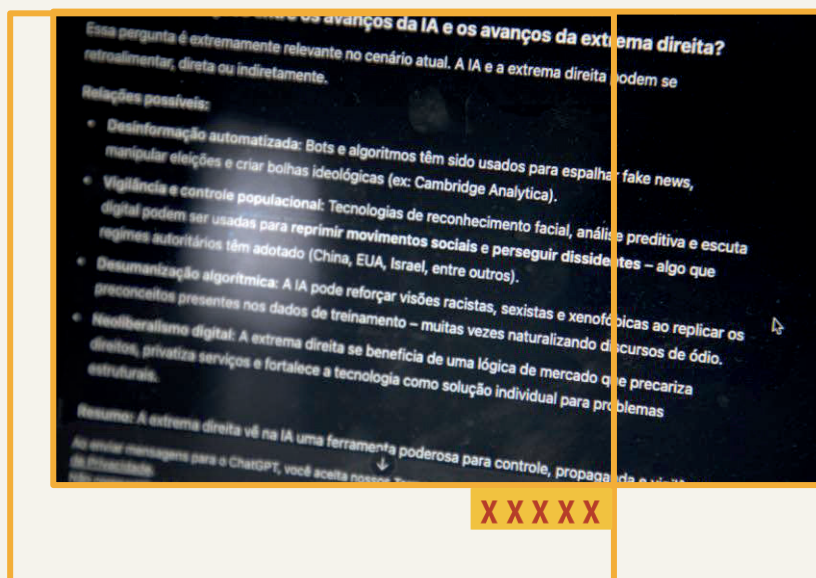 os avanços da IA e os avanços da extrema direita?
Essa pergunta é extremamente relevante no cenário atual. A IA e a extrema direita podem se
retroalimentar, direta ou indiretamente.
Relações possíveis:
• Desinformação automatizada: Bots e algoritmos têm sido usados para espalhar fake news,
manipular eleições e criar bolhas ideológicas (ex: Cambridge Analytica).
• Vigilância e controle populacional: Tecnologias de reconhecimento facial, análise preditiva e escuta
digital podem ser usadas para reprimir movimentos sociais e perseguir dissidentes – algo que
regimes autoritários têm adotado (China, EUA, Israel, entre outros).
• Desumanização algorítmica: A IA pode reforçar visões racistas, sexistas e xenofóbicas ao replicar os
preconceitos presentes nos dados de treinamento – muitas vezes naturalizando discursos de ódio.
• Neoliberalismo digital: A extrema direita se beneficia de uma lógica de mercado que precariza
direitos, privatiza serviços e fortalece a tecnologia como solução individual para problemas
estruturais.
Resumo: A extrema direita vê na IA uma ferramenta poderosa para controle, propaganda e
Ao enviar mensagens para o ChatGPT, você aceita nossos
de Privacidade
XXXXX